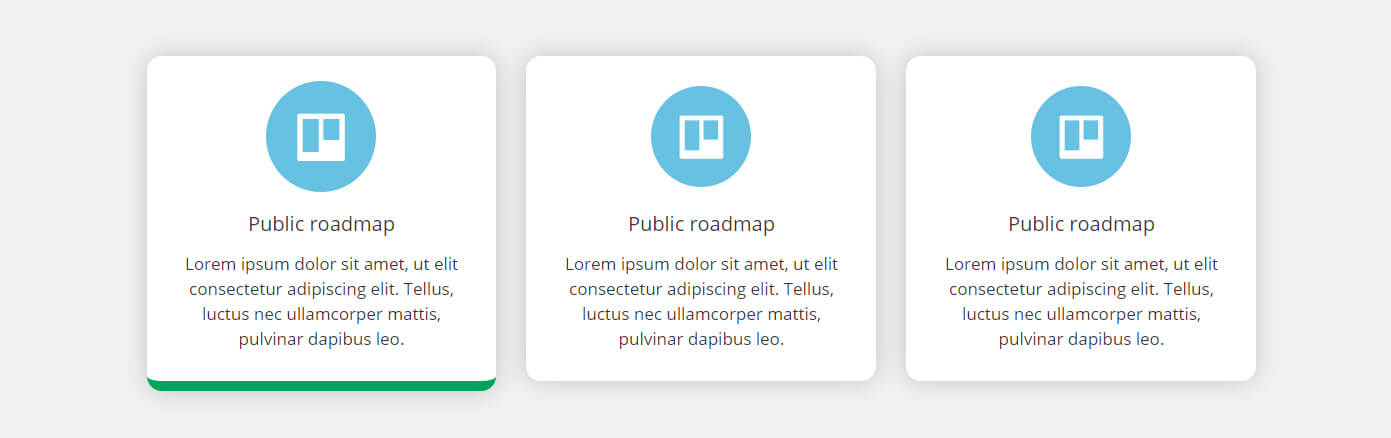 Public roadmap
Lorem ipsum dolor sit amet, ut elit
consectetur adipiscing elit. Tellus,
luctus nec ullamcorper mattis,
pulvinar dapibus leo.
Public roadmap
Lorem ipsum dolor sit amet, ut elit
consectetur adipiscing elit. Tellus,
luctus nec ullamcorper mattis,
pulvinar dapibus leo.
Public roadmap
Lorem ipsum dolor sit amet, ut elit
consectetur adipiscing elit. Tellus,
luctus nec ullamcorper mattis,
pulvinar dapibus leo.